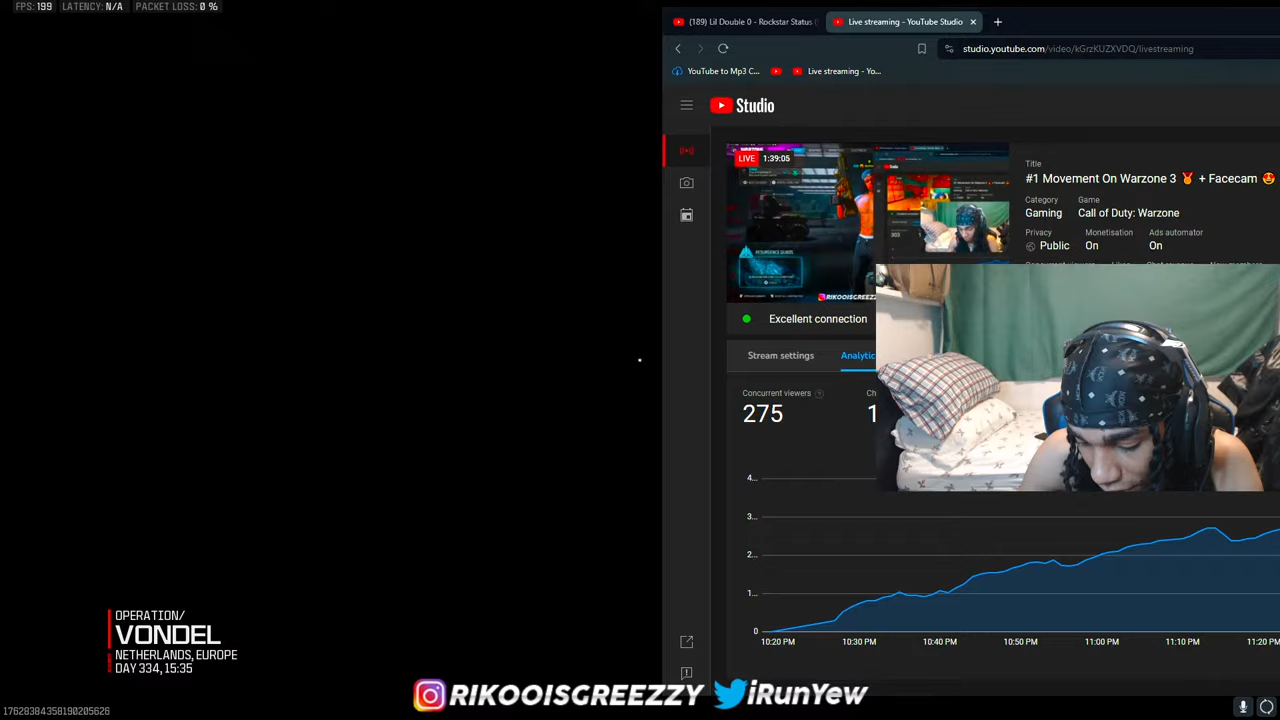 FPS: 199 LATENCY: N/A PACKET LOSS: 0 %
(189) Lil Double 0 - Rockstar Status (
Live streaming - YouTube Studio
studio.youtube.com/video/kGrzKUZXVDQ/livestreaming
YouTube to Mp3 C...
Live streaming - Yo...
Studio
LIVE 1:39:05
Title
#1 Movement On Warzone 3 🏅 + Facecam 🤩
Category Game
Gaming Call of Duty: Warzone
Privacy Monetisation Ads automator
Public On On
RIKOOISGREEZZY
Excellent connection
Stream settings
Analytic
Concurrent viewers
275
4...
3...
2...
1...
0
10:20 PM 10:30 PM 10:40 PM 10:50 PM 11:00 PM 11:10 PM 11:20 PM
OPERATION/
VONDEL
NETHERLANDS, EUROPE
DAY 334, 15:35
RIKOOISGREEZZY iRunYew
17628384358190205626